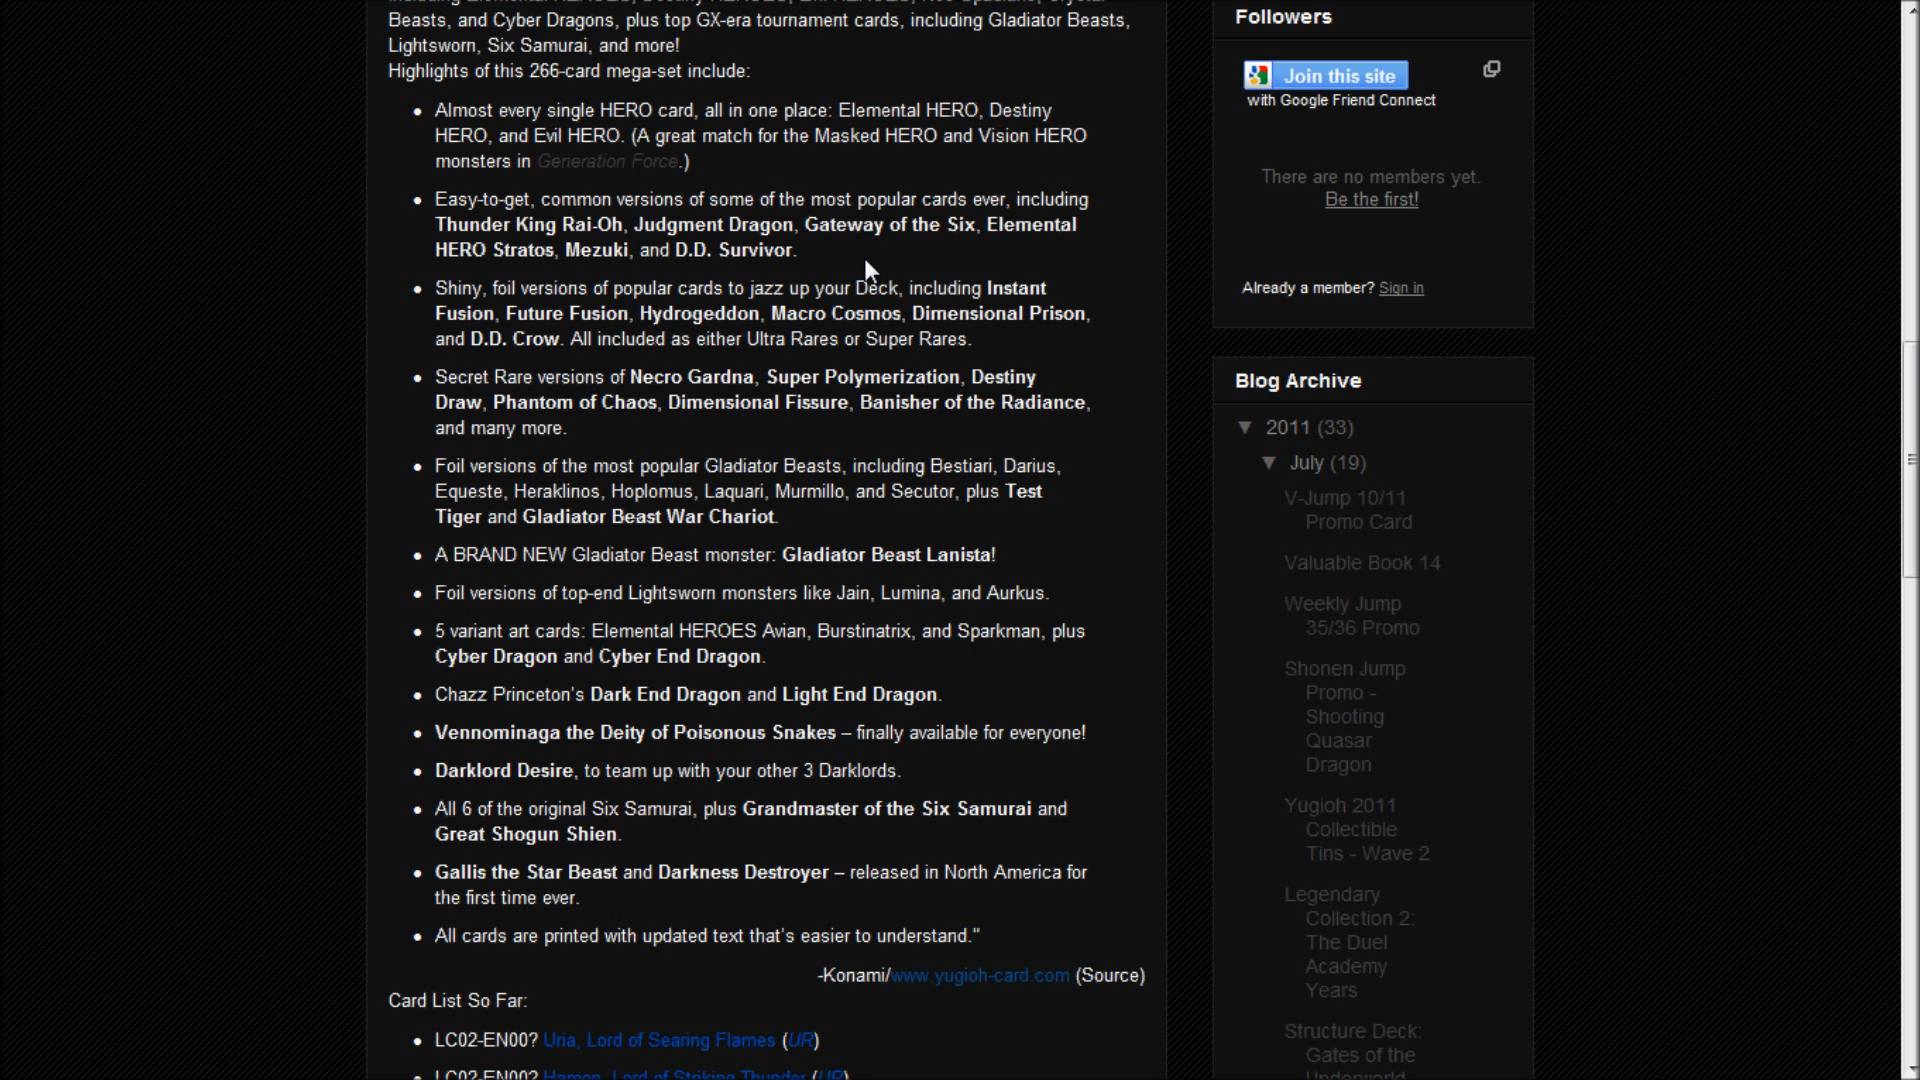 Beasts, and Cyber Dragons, plus top GX-era tournament cards, including Gladiator Beasts,
Lightsworn, Six Samurai, and more!
Highlights of this 266-card mega-set include:
Almost every single HERO card, all in one place: Elemental HERO, Destiny
HERO, and Evil HERO. (A great match for the Masked HERO and Vision HERO
monsters in Generation Force.)
Easy-to-get, common versions of some of the most popular cards ever, including
Thunder King Rai-Oh, Judgment Dragon, Gateway of the Six, Elemental
HERO Stratos, Mezuki, and D.D. Survivor.
Shiny, foil versions of popular cards to jazz up your Deck, including Instant
Fusion, Future Fusion, Hydrogeddon, Macro Cosmos, Dimensional Prison,
and D.D. Crow. All included as either Ultra Rares or Super Rares.
Secret Rare versions of Necro Gardna, Super Polymerization, Destiny
Draw, Phantom of Chaos, Dimensional Fissure, Banisher of the Radiance,
and many more.
Foil versions of the most popular Gladiator Beasts, including Bestiari, Darius,
Equeste, Heraklinos, Hoplomus, Laquari, Murmillo, and Secutor, plus Test
Tiger and Gladiator Beast War Chariot.
A BRAND NEW Gladiator Beast monster: Gladiator Beast Lanista!
Foil versions of top-end Lightsworn monsters like Jain, Lumina, and Aurkus.
5 variant art cards: Elemental HEROES Avian, Burstinatrix, and Sparkman, plus
Cyber Dragon and Cyber End Dragon.
Chazz Princeton's Dark End Dragon and Light End Dragon.
Vennominaga the Deity of Poisonous Snakes – finally available for everyone!
Darklord Desire, to team up with your other 3 Darklords.
All 6 of the original Six Samurai, plus Grandmaster of the Six Samurai and
Great Shogun Shien.
Gallis the Star Beast and Darkness Destroyer – released in North America for
the first time ever.
All cards are printed with updated text that's easier to understand."
-Konami/www.yugioh-card.com (Source)
Card List So Far:
LC02-EN00? Uria, Lord of Searing Flames (UR)
LC02-EN00? Hamon, Lord of Striking Thunder (UR)
Followers
Join this site
with Google Friend Connect
There are no members yet.
Be the first!
Already a member? Sign in
Blog Archive
▼ 2011 (33)
▼ July (19)
V-Jump 10/11
Promo Card
Valuable Book 14
Weekly Jump
35/36 Promo
Shonen Jump
Promo -
Shooting
Quasar
Dragon
Yugioh 2011
Collectible
Tins - Wave 2
Legendary
Collection 2:
The Duel
Academy
Years
Structure Deck:
Gates of the
Underworld